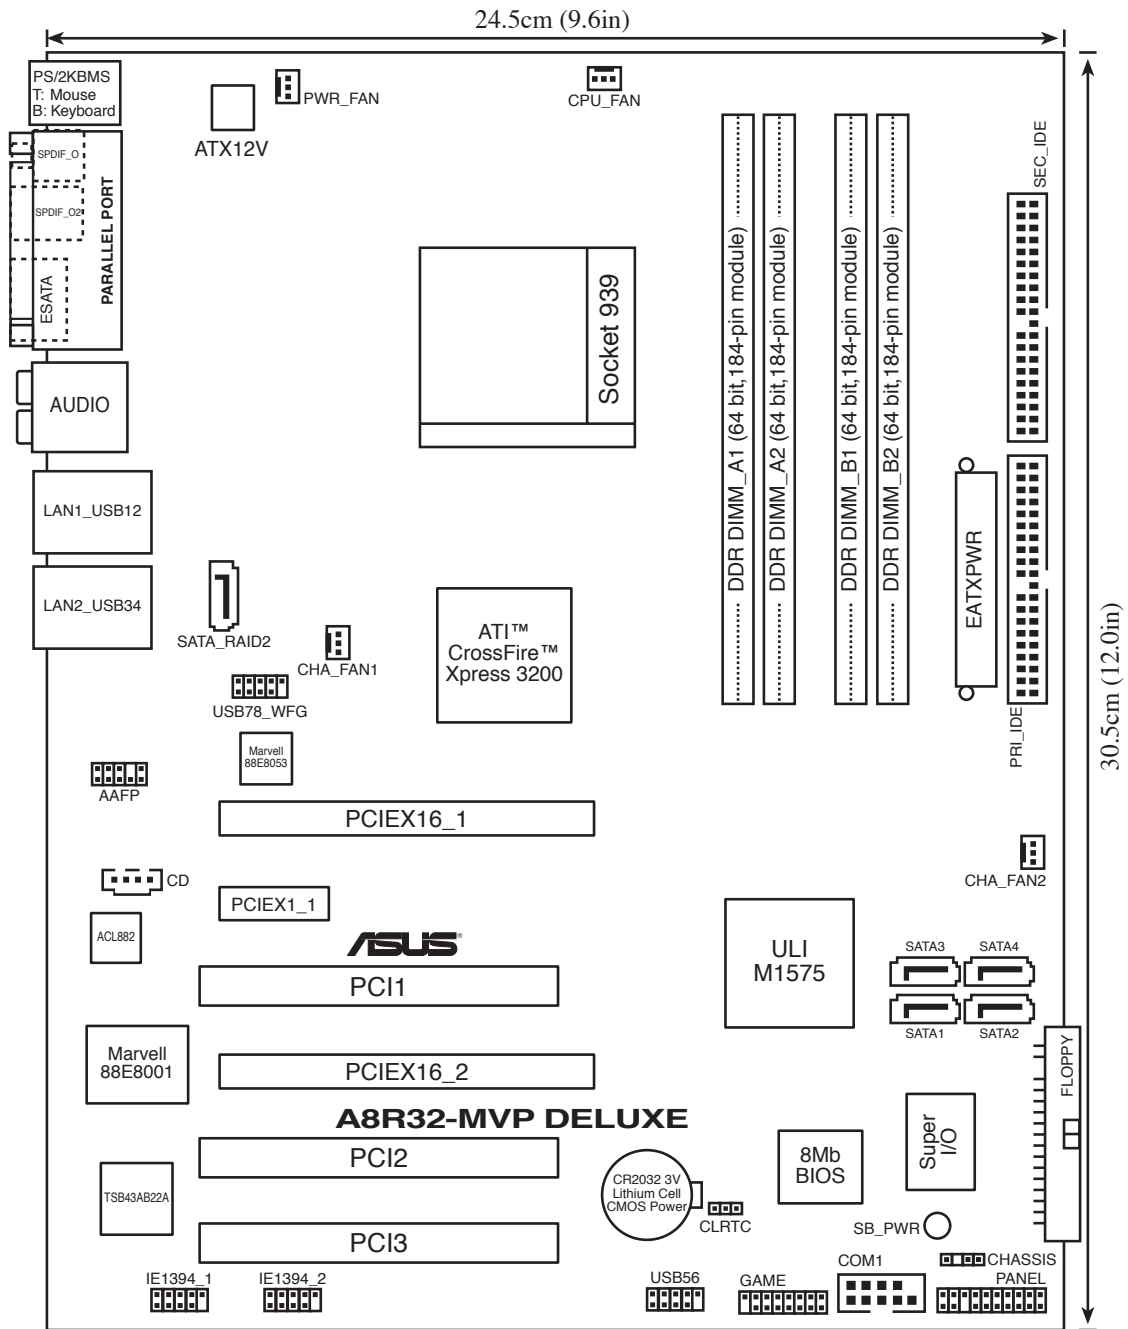 24.5cm (9.6in)
PS/2KBMS
T: Mouse
B: Keyboard
PWR_FAN
CPU_FAN
ATX12V
SPDIF_O
SPDIF_O2
ESATA
PARALLEL PORT
AUDIO
LAN1_USB12
LAN2_USB34
Socket 939
DDR DIMM_A1 (64 bit,184-pin module)
DDR DIMM_A2 (64 bit,184-pin module)
DDR DIMM_B1 (64 bit,184-pin module)
DDR DIMM_B2 (64 bit,184-pin module)
SEC_IDE
EATXPWR
PRI_IDE
30.5cm (12.0in)
SATA_RAID2
CHA_FAN1
USB78_WFG
ATI™
CrossFire™
Xpress 3200
Marvell
88E8053
AAFP
PCIEX16_1
CD
PCIEX1_1
CHA_FAN2
ACL882
ASUS®
ULI
M1575
SATA3
SATA4
SATA1
SATA2
PCI1
Marvell
88E8001
PCIEX16_2
FLOPPY
A8R32-MVP DELUXE
Super
I/O
PCI2
8Mb
BIOS
TSB43AB22A
CR2032 3V
Lithium Cell
CMOS Power
CLRTC
SB_PWR
PCI3
CHASSIS
COM1
IE1394_1
IE1394_2
USB56
GAME
PANEL